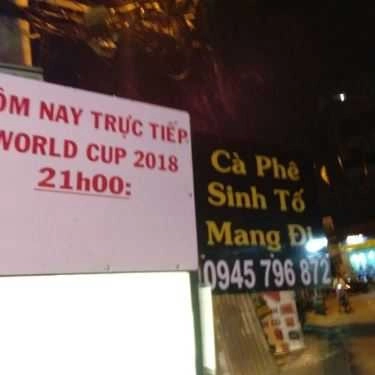 ÔM NAY TRỰC TIẾP
WORLD CUP 2018
21h00:
Cà Phê
Sinh Tố
Mang Đi
0945 796 872